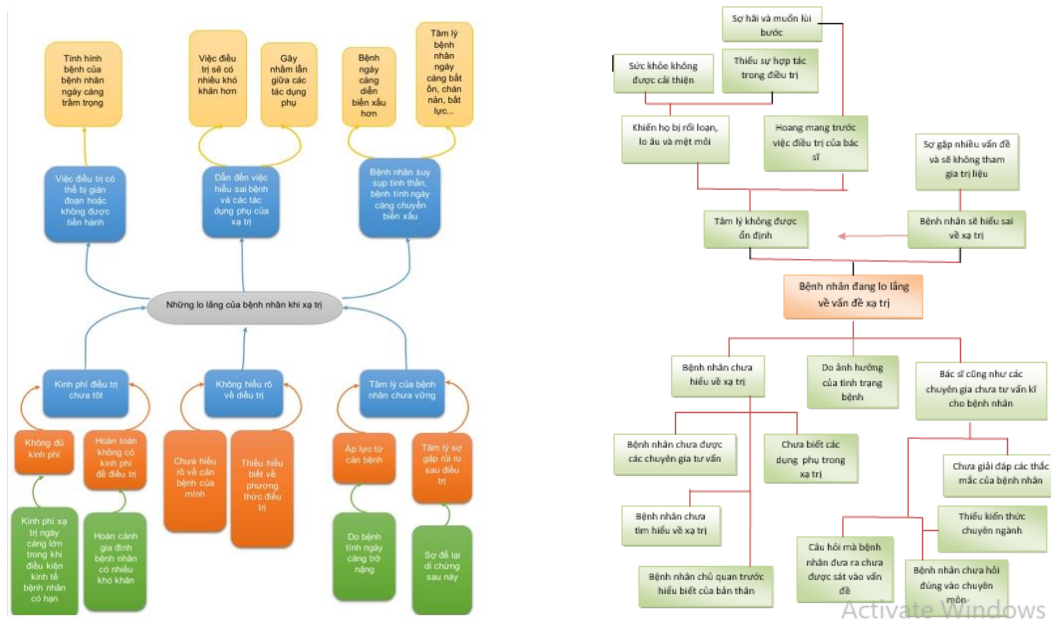 Tình hình
bệnh của
bệnh nhân
ngày càng
trầm trọng
Việc điều
trị sẽ có
nhiều khó
khăn hơn
Gây
nhầm lẫn
giữa các
tác dụng
phụ
Bệnh
ngày
càng
diễn
biến xấu
hơn
Tâm lý
bệnh
nhân
ngày
càng bất
ổn, chán
nản, bất
lực...
Việc điều trị có
thể bị gián
đoạn hoặc
không được
tiến hành
Dẫn đến việc
hiểu sai bệnh
và các tác
dụng phụ của
xạ trị
Bệnh nhân suy
sụp tinh thần,
bệnh tình ngày
càng chuyển
biến xấu
Những lo lắng của bệnh nhân khi xạ trị
Kinh phí điều trị
chưa tôt
Không hiểu rõ
về diều trị
Tâm lý của bệnh
nhân chưa vững
Không đủ
kinh phí
Hoàn toàn
không có
kinh phí
để điều trị
Chưa hiểu
rõ về căn
bệnh của
mình
Thiếu hiểu
biết về
phương
thức điều
trị
Áp lực từ
căn bệnh
Tâm lý sợ
gặp rủi ro
sau điều
trị
Kinh phí xạ
trị ngày
càng lớn
trong khi
điều kiện
kinh tế
bệnh nhân
có hạn
Hoàn cảnh
gia đình
bệnh nhân
có nhiều
khó khăn
Do bệnh
tình ngày
càng trở
nặng
Sợ để lại
di chứng
sau này
Sợ hãi và muốn lùi
bước
Sức khỏe không
được cải thiện
Thiếu sự hợp tác
trong điều trị
Khiến họ bị rối loạn,
lo âu và mệt mỏi
Hoang mang trước
việc điều trị của bác
sĩ
Sợ gặp nhiều vấn đề
và sẽ không tham
gia trị liệu
Tâm lý không được
ổn định
Bệnh nhân sẽ hiểu sai
về xạ trị
Bệnh nhân đang lo lắng
về vấn đề xạ trị
Bệnh nhân chưa
hiểu về xạ trị
Do ảnh hưởng
của tình trạng
bệnh
Bác sĩ cũng như các
chuyên gia chưa tư vấn kĩ
cho bệnh nhân
Bệnh nhân chưa được
các chuyên gia tư vấn
Chưa biết các
dụng phụ trong
xạ trị
Chưa giải đáp các thắc
mắc của bệnh nhân
Bệnh nhân chưa
tìm hiểu về xạ trị
Thiếu kiến thức
chuyên ngành
Câu hỏi mà bệnh
nhân đưa ra chưa
được sát vào vấn
đề
Bệnh nhân chưa hỏi
đúng vào chuyên
môn
Bệnh nhân chủ quan trước
hiểu biết của bản thân
Activate Windows